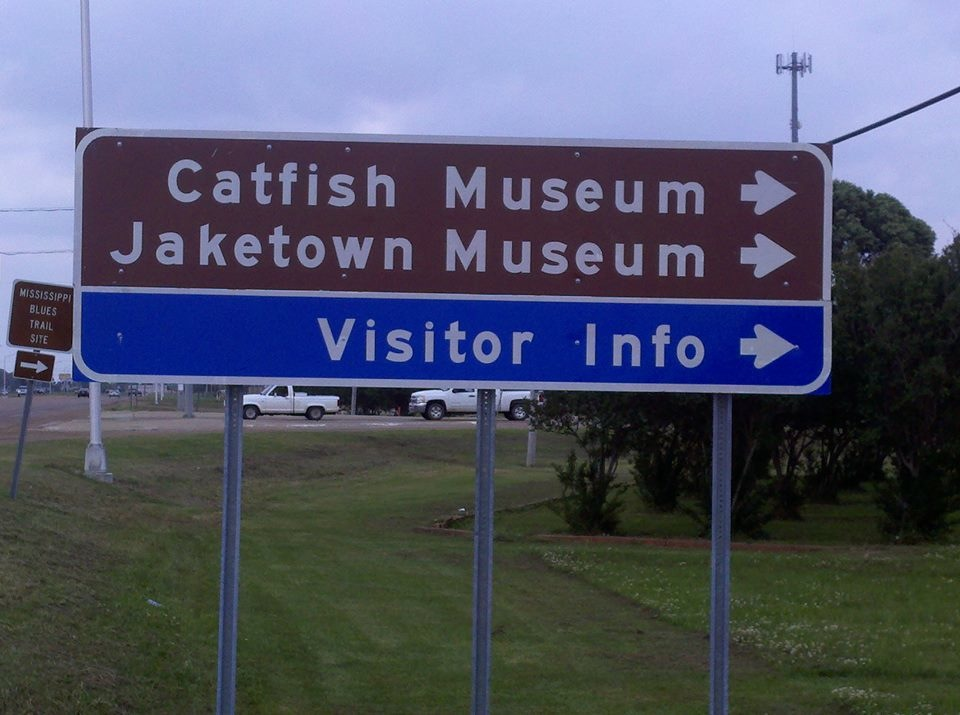 Catfish Museum
Jaketown Museum
Visitor Info
MISSISSIPPI
BLUES
TRAIL
SITE